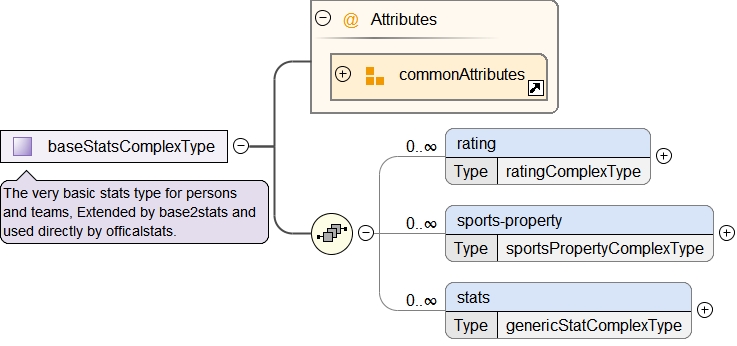 @ Attributes
commonAttributes
baseStatsComplexType
The very basic stats type for persons
and teams, Extended by base2stats and
used directly by officalstats.
0..∞
rating
Type ratingComplexType
0..∞
sports-property
Type sportsPropertyComplexType
0..∞
stats
Type genericStatComplexType